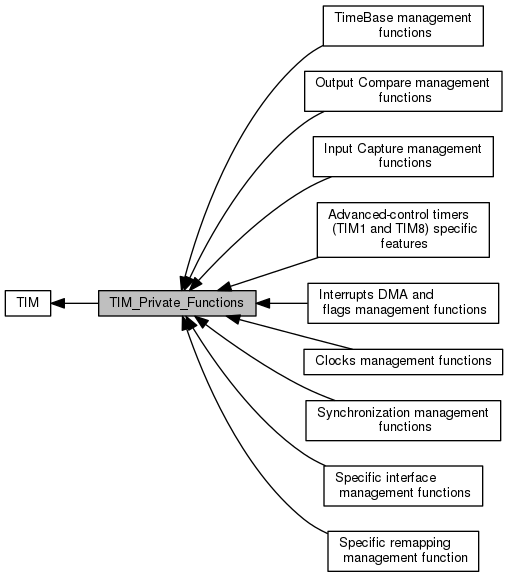 TimeBase management
functions
Output Compare management
functions
Input Capture management
functions
Advanced-control timers
(TIM1 and TIM8) specific
features
TIM
TIM_Private_Functions
Interrupts DMA and
flags management functions
Clocks management functions
Synchronization management
functions
Specific interface
management functions
Specific remapping
management function